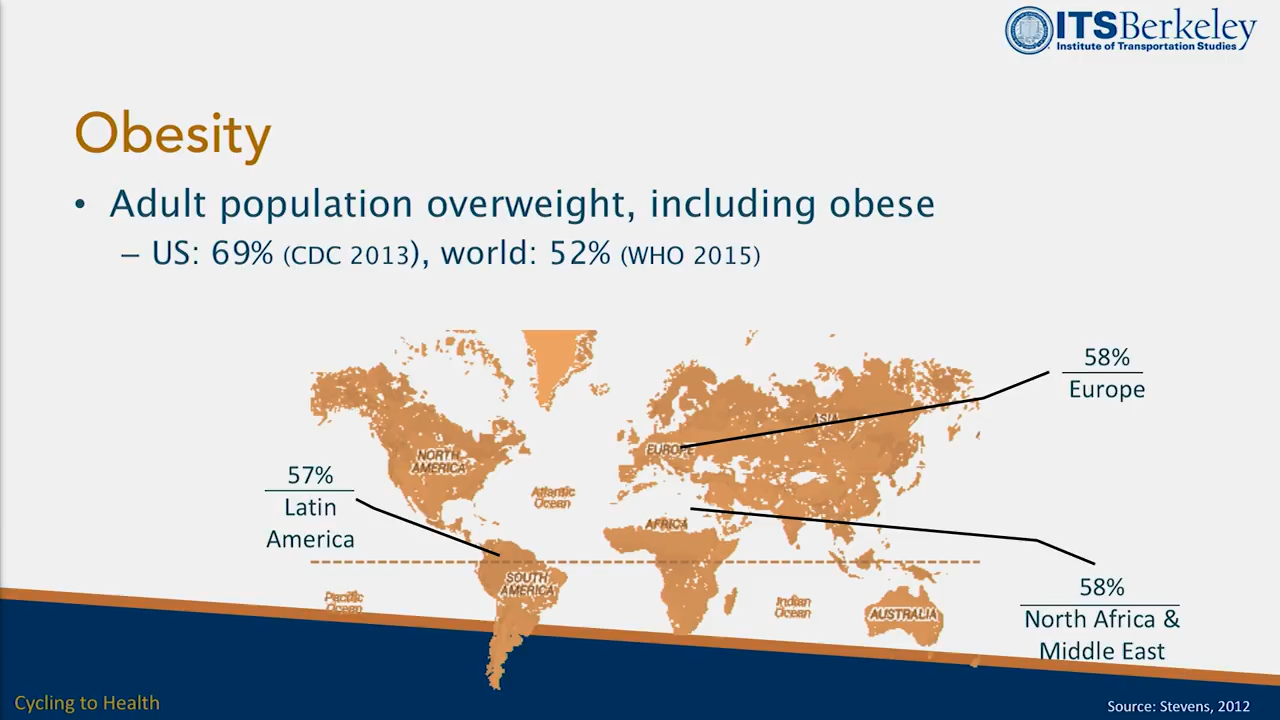 ITSBerkeley
Institute of Transportation Studies
Obesity
• Adult population overweight, including obese
– US: 69% (CDC 2013), world: 52% (WHO 2015)
58%
Europe
ASIA
EUROPE
NORTH
AMERICA
57%
Latin
America
Atlantic
Ocean
AFRICA
SOUTH
AMERICA
58%
North Africa &
Middle East
Pacific
Ocean
Indian
Ocean
AUSTRALIA
Cycling to Health
Source: Stevens, 2012